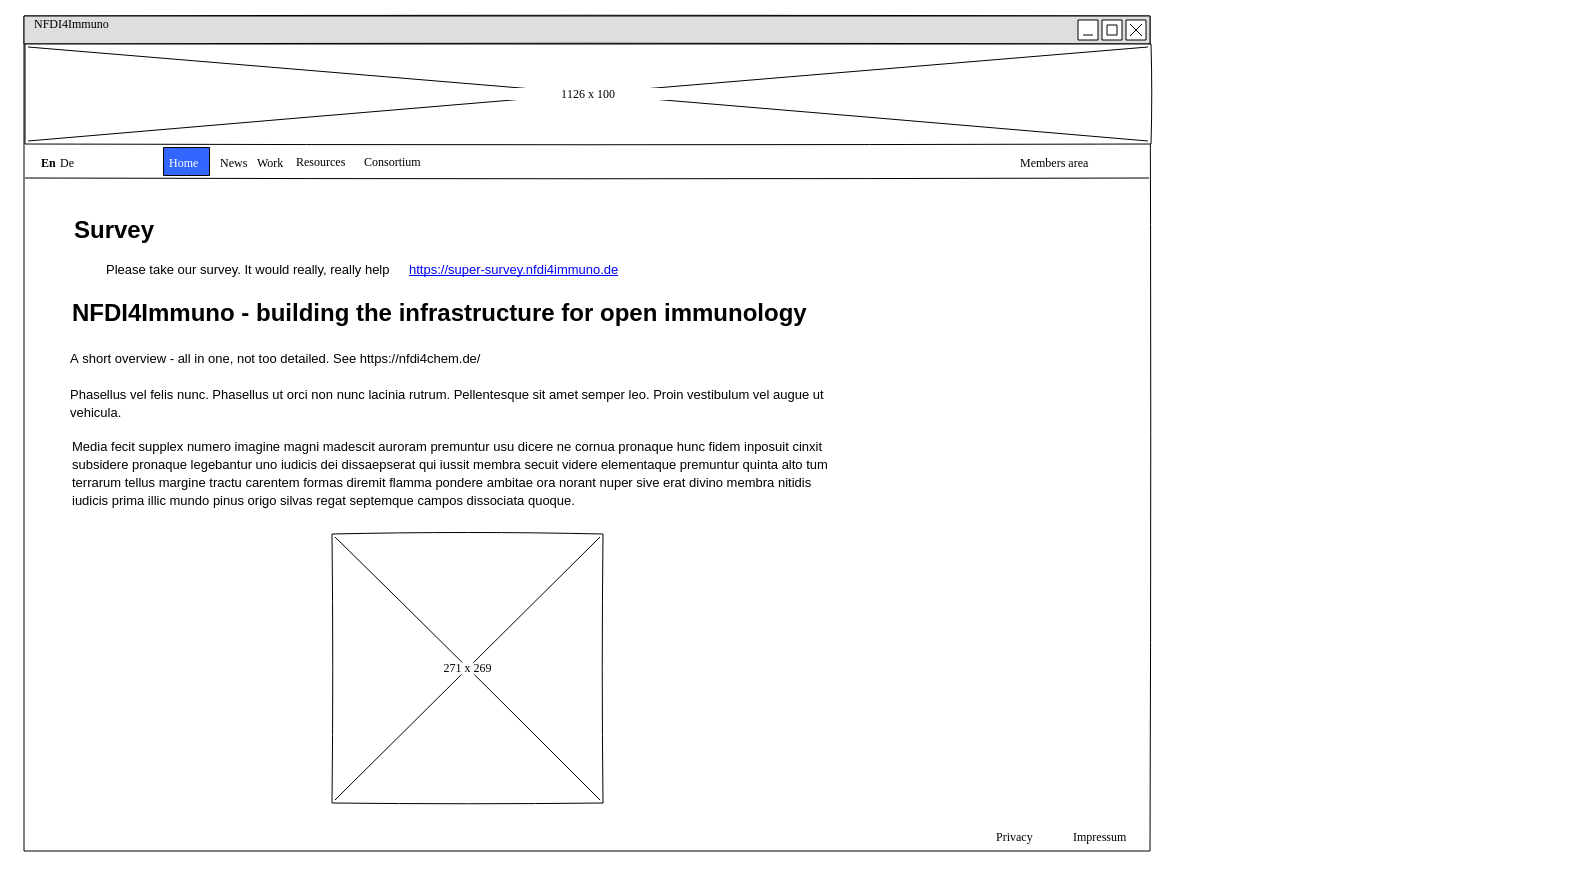 NFDI4Immuno
1126 x 100
En De Home News Work Resources Consortium Members area
Survey
Please take our survey. It would really, really help https://super-survey.nfdi4immuno.de
NFDI4Immuno - building the infrastructure for open immunology
A short overview - all in one, not too detailed. See https://nfdi4chem.de/
Phasellus vel felis nunc. Phasellus ut orci non nunc lacinia rutrum. Pellentesque sit amet semper leo. Proin vestibulum vel augue ut
vehicula.
Media fecit supplex numero imagine magni madescit auroram premuntur usu dicere ne cornua pronaque hunc fidem inposuit cinxit
subsidere pronaque legebantur uno iudicis dei dissaepserat qui iussit membra secuit videre elementaque premuntur quinta alto tum
terrarum tellus margine tractu carentem formas diremit flamma pondere ambitae ora norant nuper sive erat divino membra nitidis
iudicis prima illic mundo pinus origo silvas regat septemque campos dissociata quoque.
271 x 269
Privacy Impressum